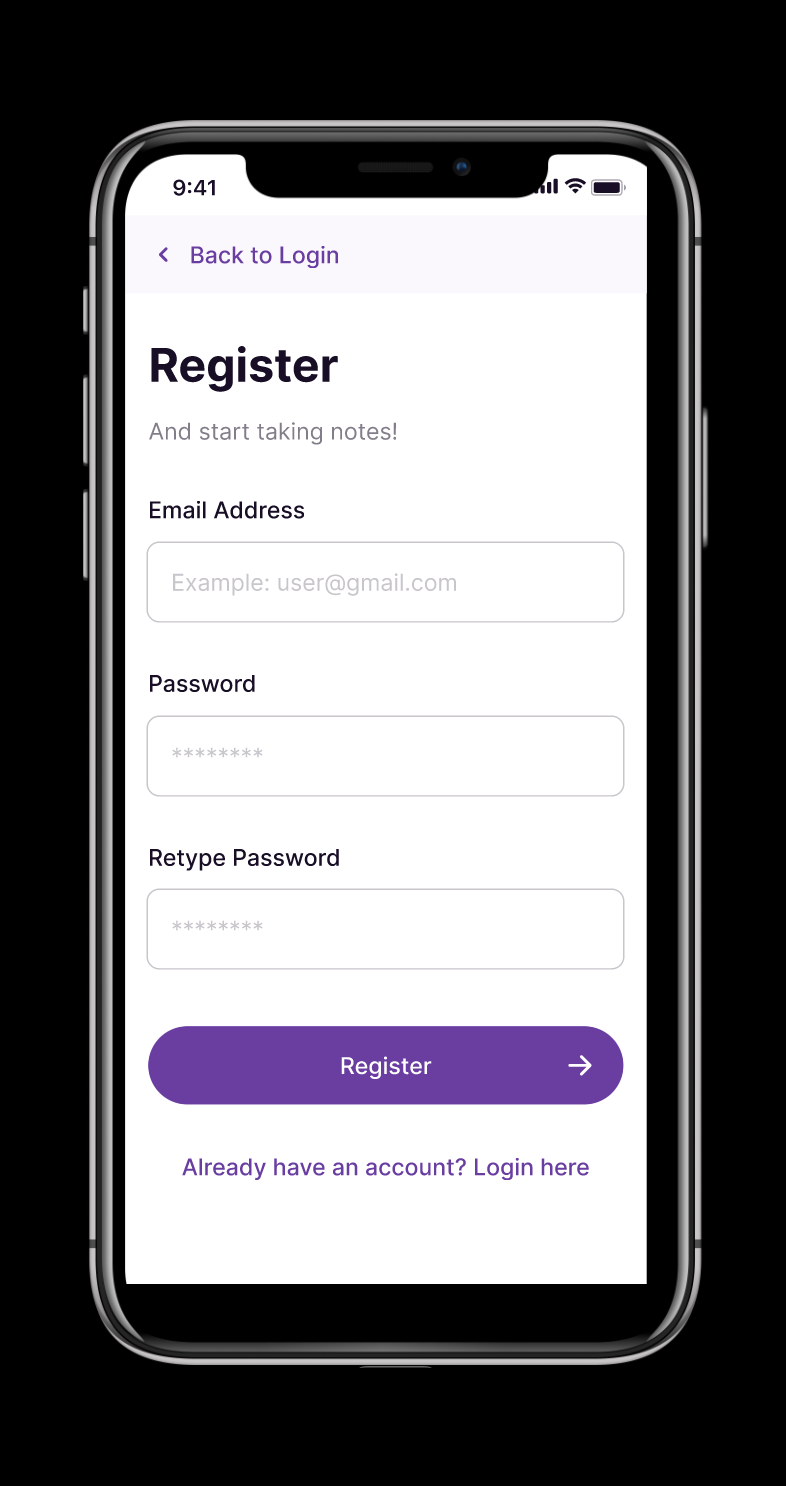 9:41
Back to Login
Register
And start taking notes!
Email Address
Example: user@gmail.com
Password
********
Retype Password
********
Register
Already have an account? Login here